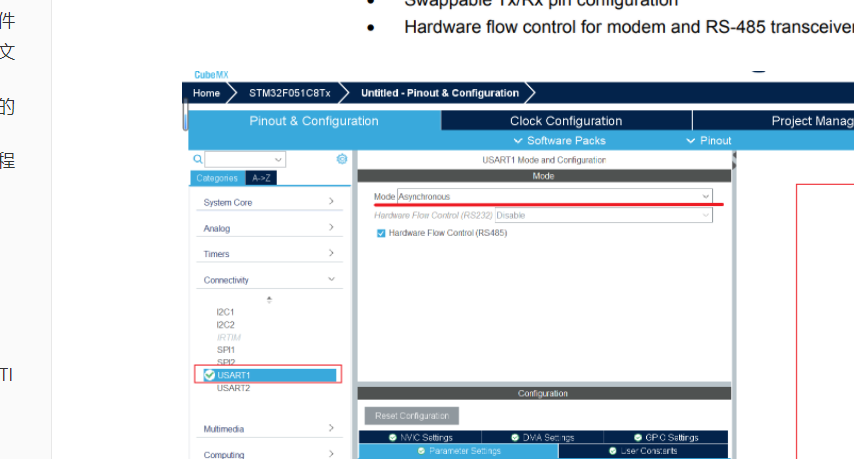 件
文
的
程
TI
Swappable Tx/Rx pin configuration
Hardware flow control for modem and RS-485 transceiver
CubeMX
Home STM32F051C8Tx Untitled - Pinout & Configuration
Pinout & Configuration Clock Configuration Project Manag
Software Packs Pinout
USART1 Mode and Configuration
Categories A->Z
Mode
System Core
Mode Asynchronous
Hardware Flow Control (RS232) Disable
Analog
Hardware Flow Control (RS485)
Timers
Connectivity
I2C1
I2C2
IRTIM
SPI1
SPI2
USART1
USART2
Multimedia
Computing
Configuration
Reset Configuration
NVIC Settings DMA Settings GPIO Settings
Parameter Settings User Constants